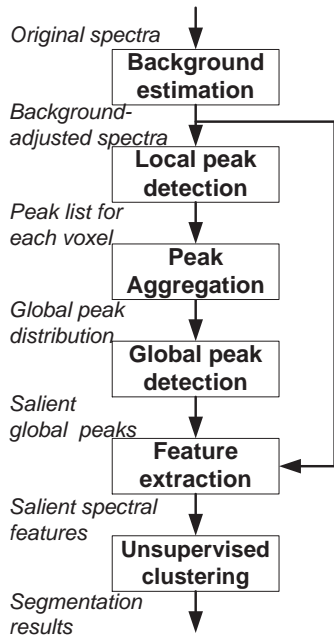 Original spectra
Background
estimation
Background-
adjusted spectra
Local peak
detection
Peak list for
each voxel
Peak
Aggregation
Global peak
distribution
Global peak
detection
Salient
global peaks
Feature
extraction
Salient spectral
features
Unsupervised
clustering
Segmentation
results